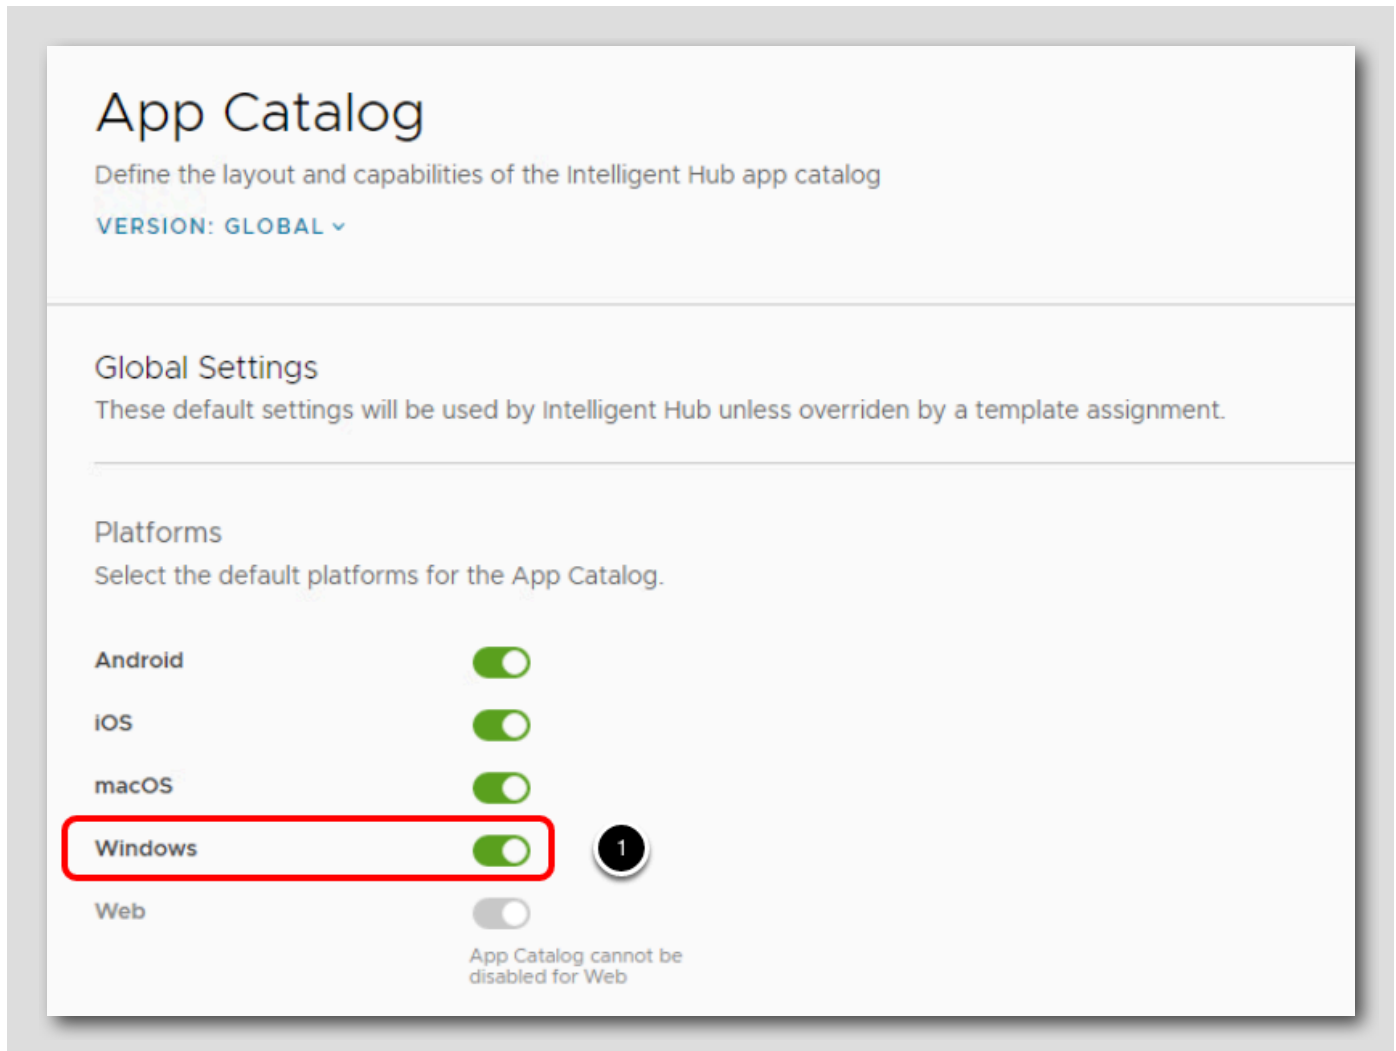 App Catalog
Define the layout and capabilities of the Intelligent Hub app catalog
VERSION: GLOBAL
Global Settings
These default settings will be used by Intelligent Hub unless overriden by a template assignment.
Platforms
Select the default platforms for the App Catalog.
Android
iOS
macOS
Windows
1
Web
App Catalog cannot be
disabled for Web